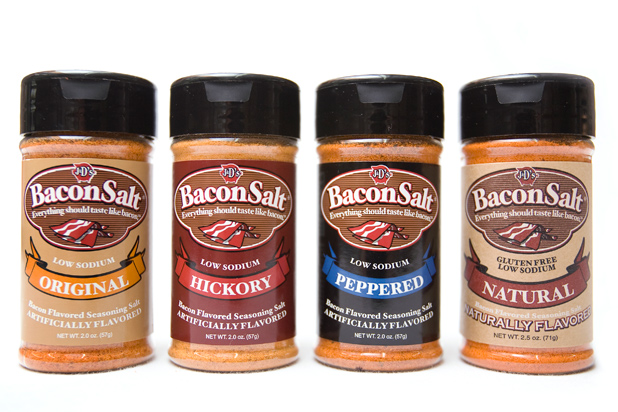 J·D's
BaconSalt
Everything should taste like bacon.
LOW SODIUM
ORIGINAL
Bacon Flavored Seasoning Salt
ARTIFICIALLY FLAVORED
NET WT. 2.0 oz. (57g)
J·D's
BaconSalt
Everything should taste like bacon.
LOW SODIUM
HICKORY
Bacon Flavored Seasoning Salt
ARTIFICIALLY FLAVORED
NET WT. 2.0 oz. (57g)
J·D's
BaconSalt
Everything should taste like bacon.
LOW SODIUM
PEPPERED
Bacon Flavored Seasoning Salt
ARTIFICIALLY FLAVORED
NET WT. 2.0 oz. (57g)
J·D's
BaconSalt
Everything should taste like bacon.
GLUTEN FREE
LOW SODIUM
NATURAL
Bacon Flavored Seasoning Salt
NATURALLY FLAVORED
NET WT. 2.5 oz. (71g)